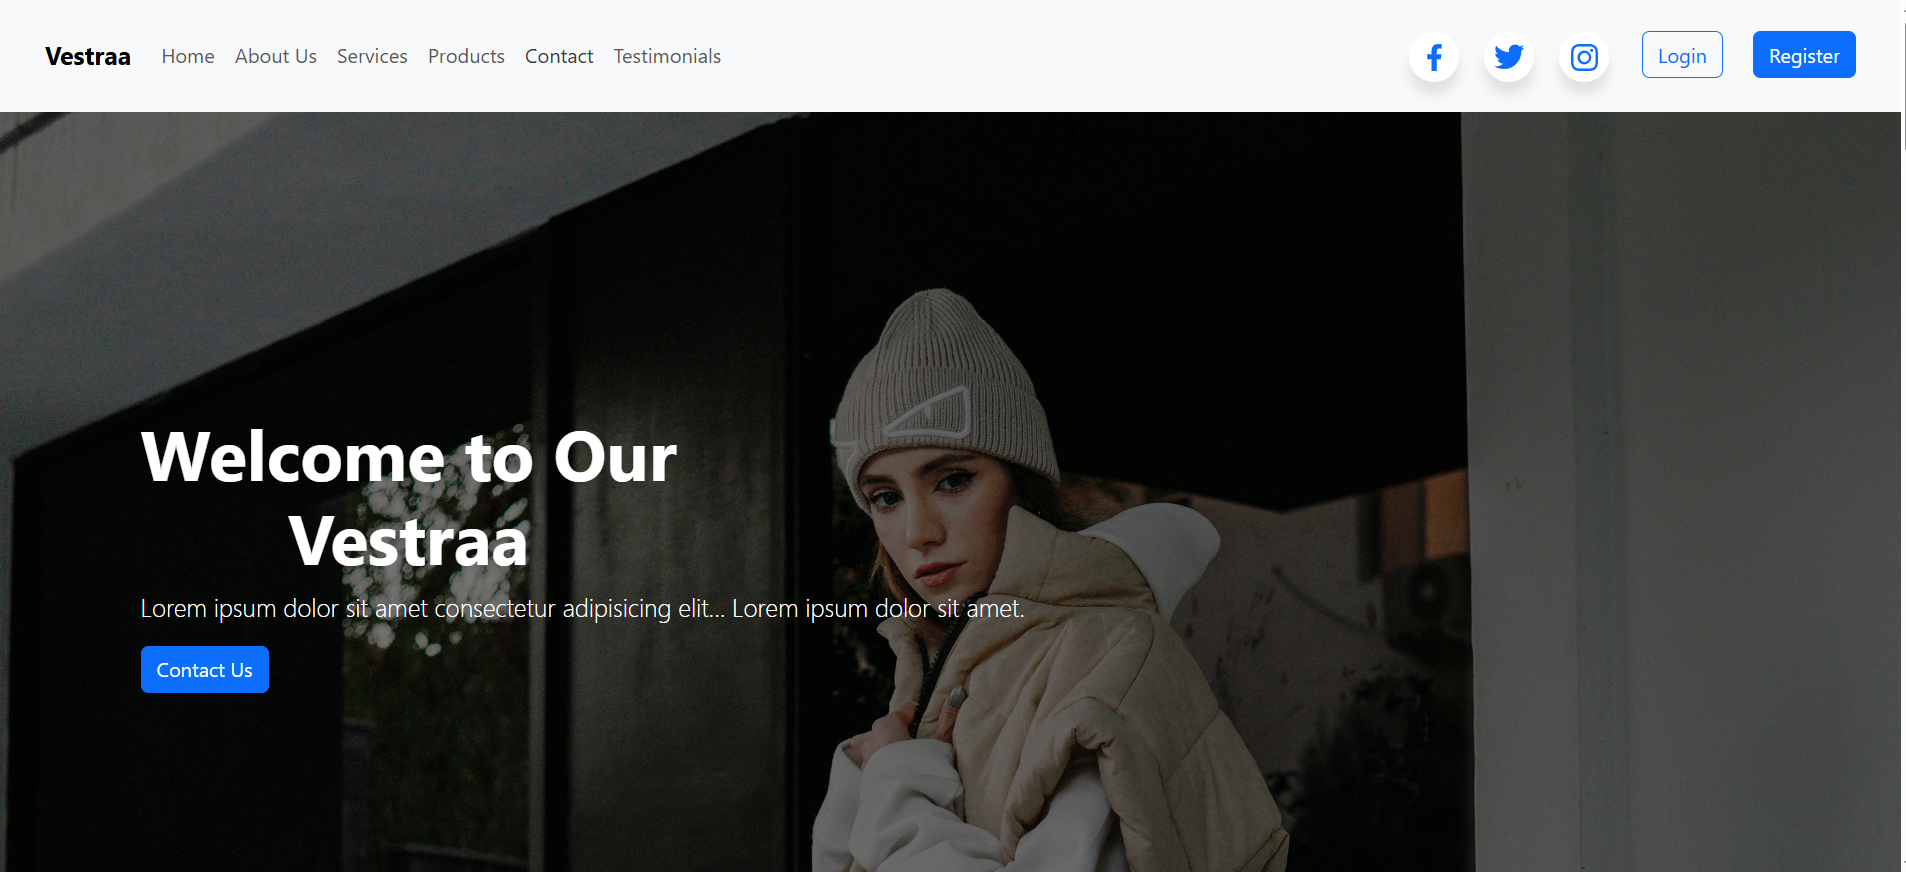 Vestraa Home About Us Services Products Contact Testimonials Login Register
Welcome to Our
Vestraa
Lorem ipsum dolor sit amet consectetur adipisicing elit... Lorem ipsum dolor sit amet.
Contact Us